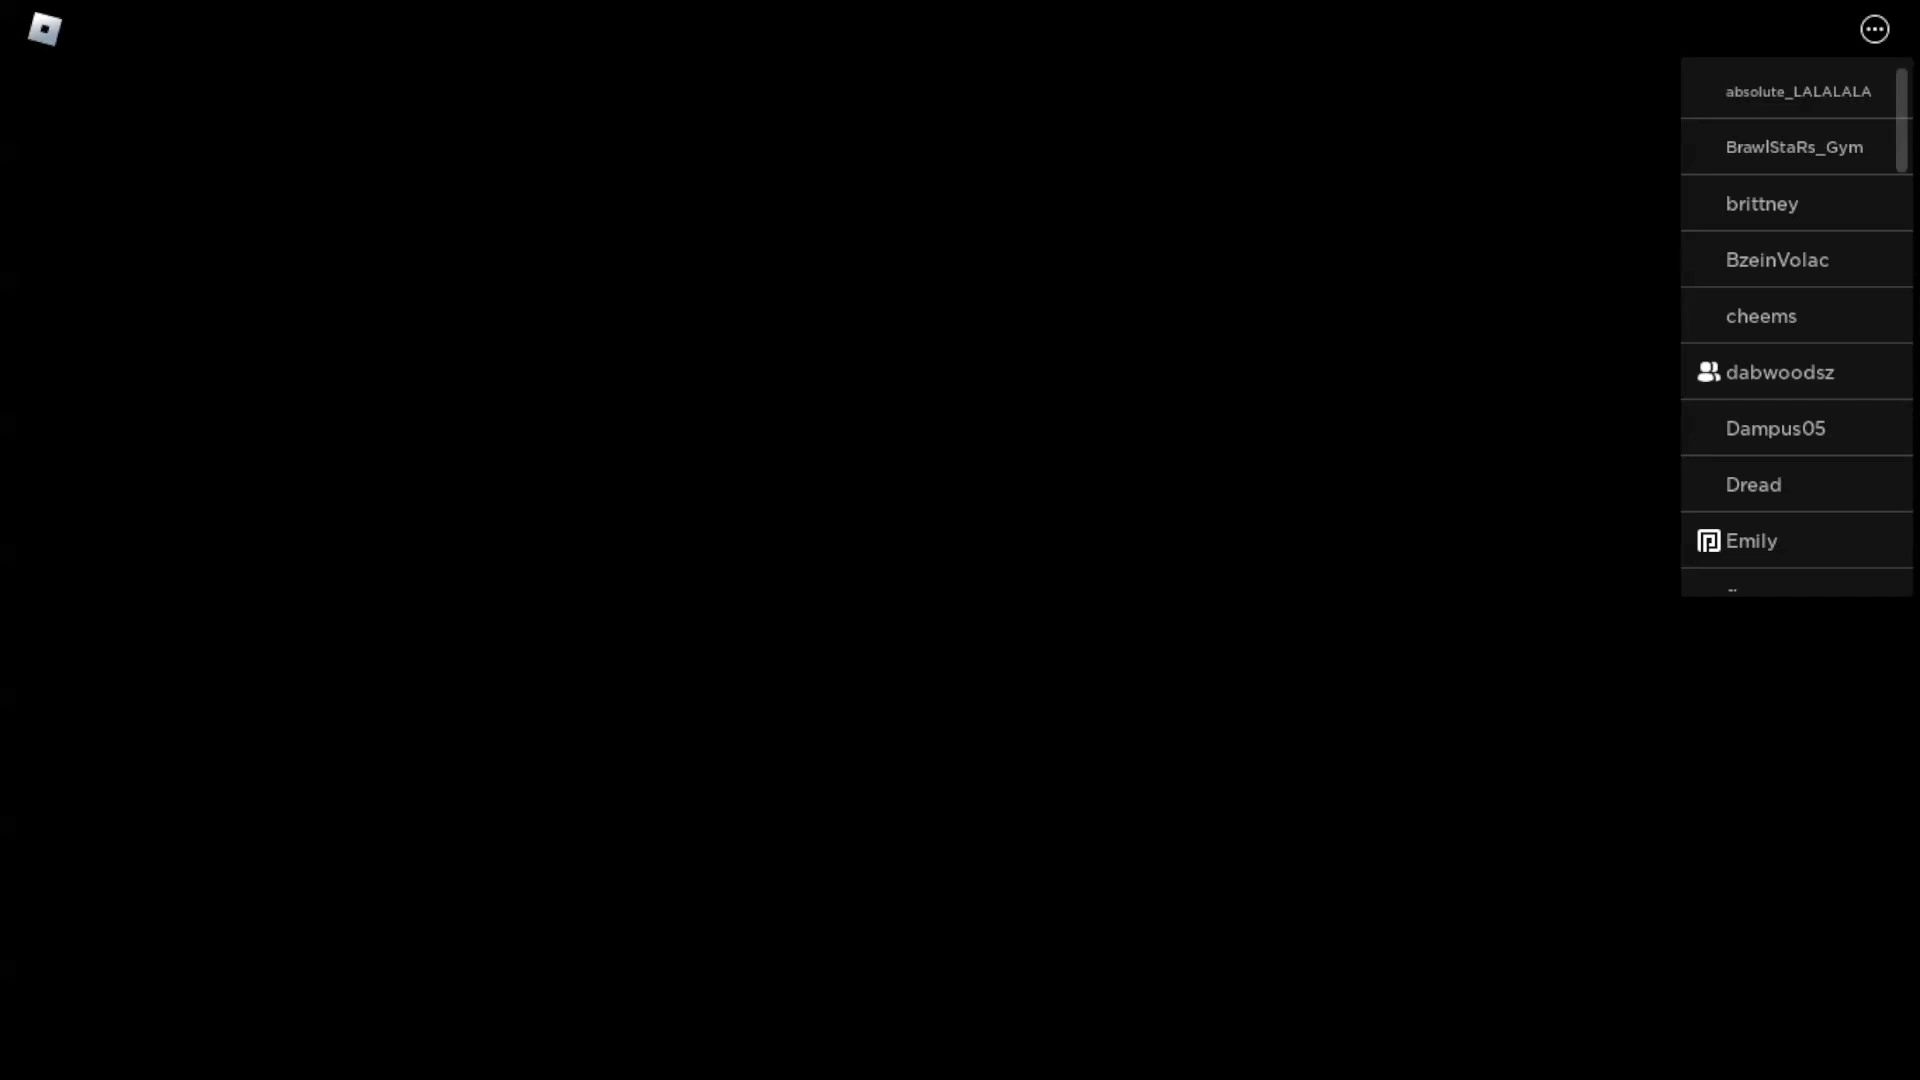 absolute_LALALALA
BrawlStaRs_Gym
brittney
BzeinVolac
cheems
dabwoodsz
Dampus05
Dread
Emily